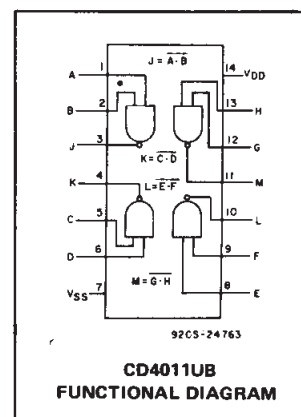 J = A·B
A 1
14 VDD
B 2
13 H
J 3
12 G
K = C·D
K 4
11 M
L = E·F
C 5
10 L
D 6
9 F
M = G·H
VSS 7
8 E
92CS-24763
CD4011UB
FUNCTIONAL DIAGRAM